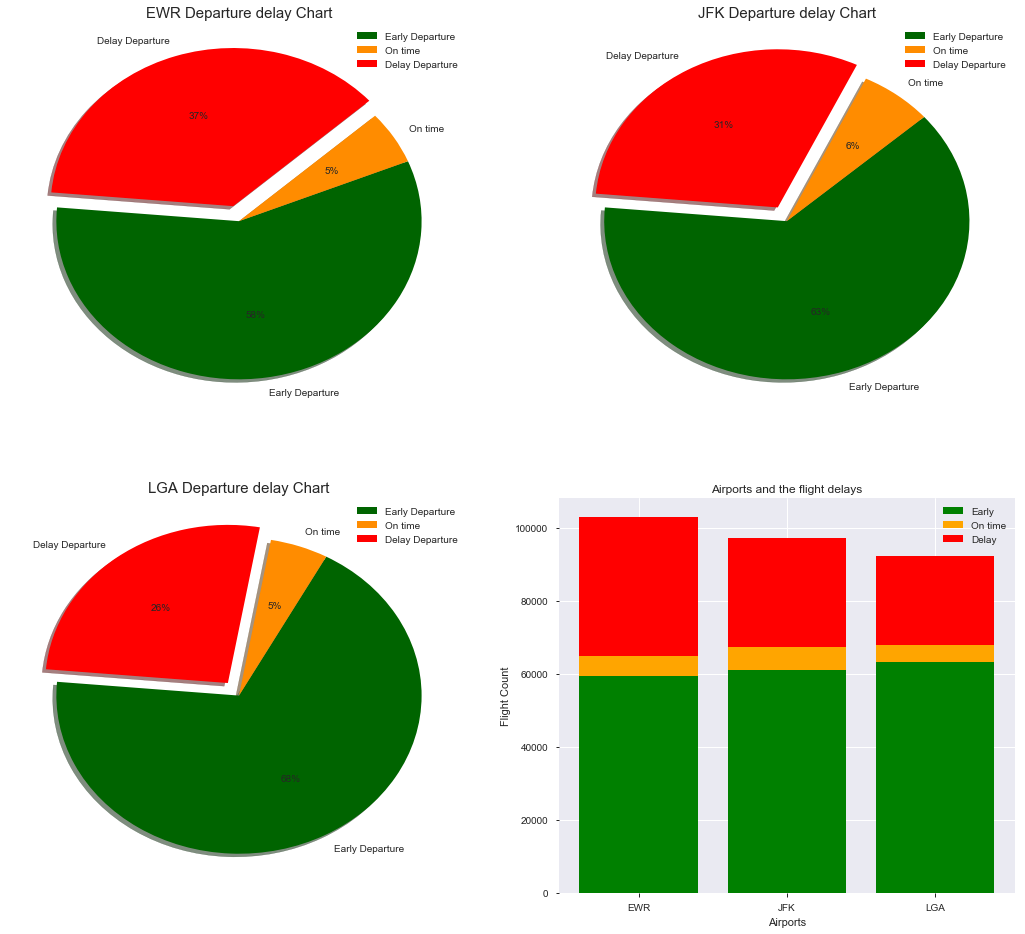 EWR Departure delay Chart
Early Departure
On time
Delay Departure
Delay Departure
37%
On time
5%
58%
Early Departure
JFK Departure delay Chart
Early Departure
On time
Delay Departure
Delay Departure
31%
On time
6%
63%
Early Departure
LGA Departure delay Chart
Early Departure
On time
Delay Departure
Delay Departure
26%
On time
5%
68%
Early Departure
Airports and the flight delays
Early
On time
Delay
100000
80000
60000
40000
20000
0
Flight Count
EWR
JFK
LGA
Airports